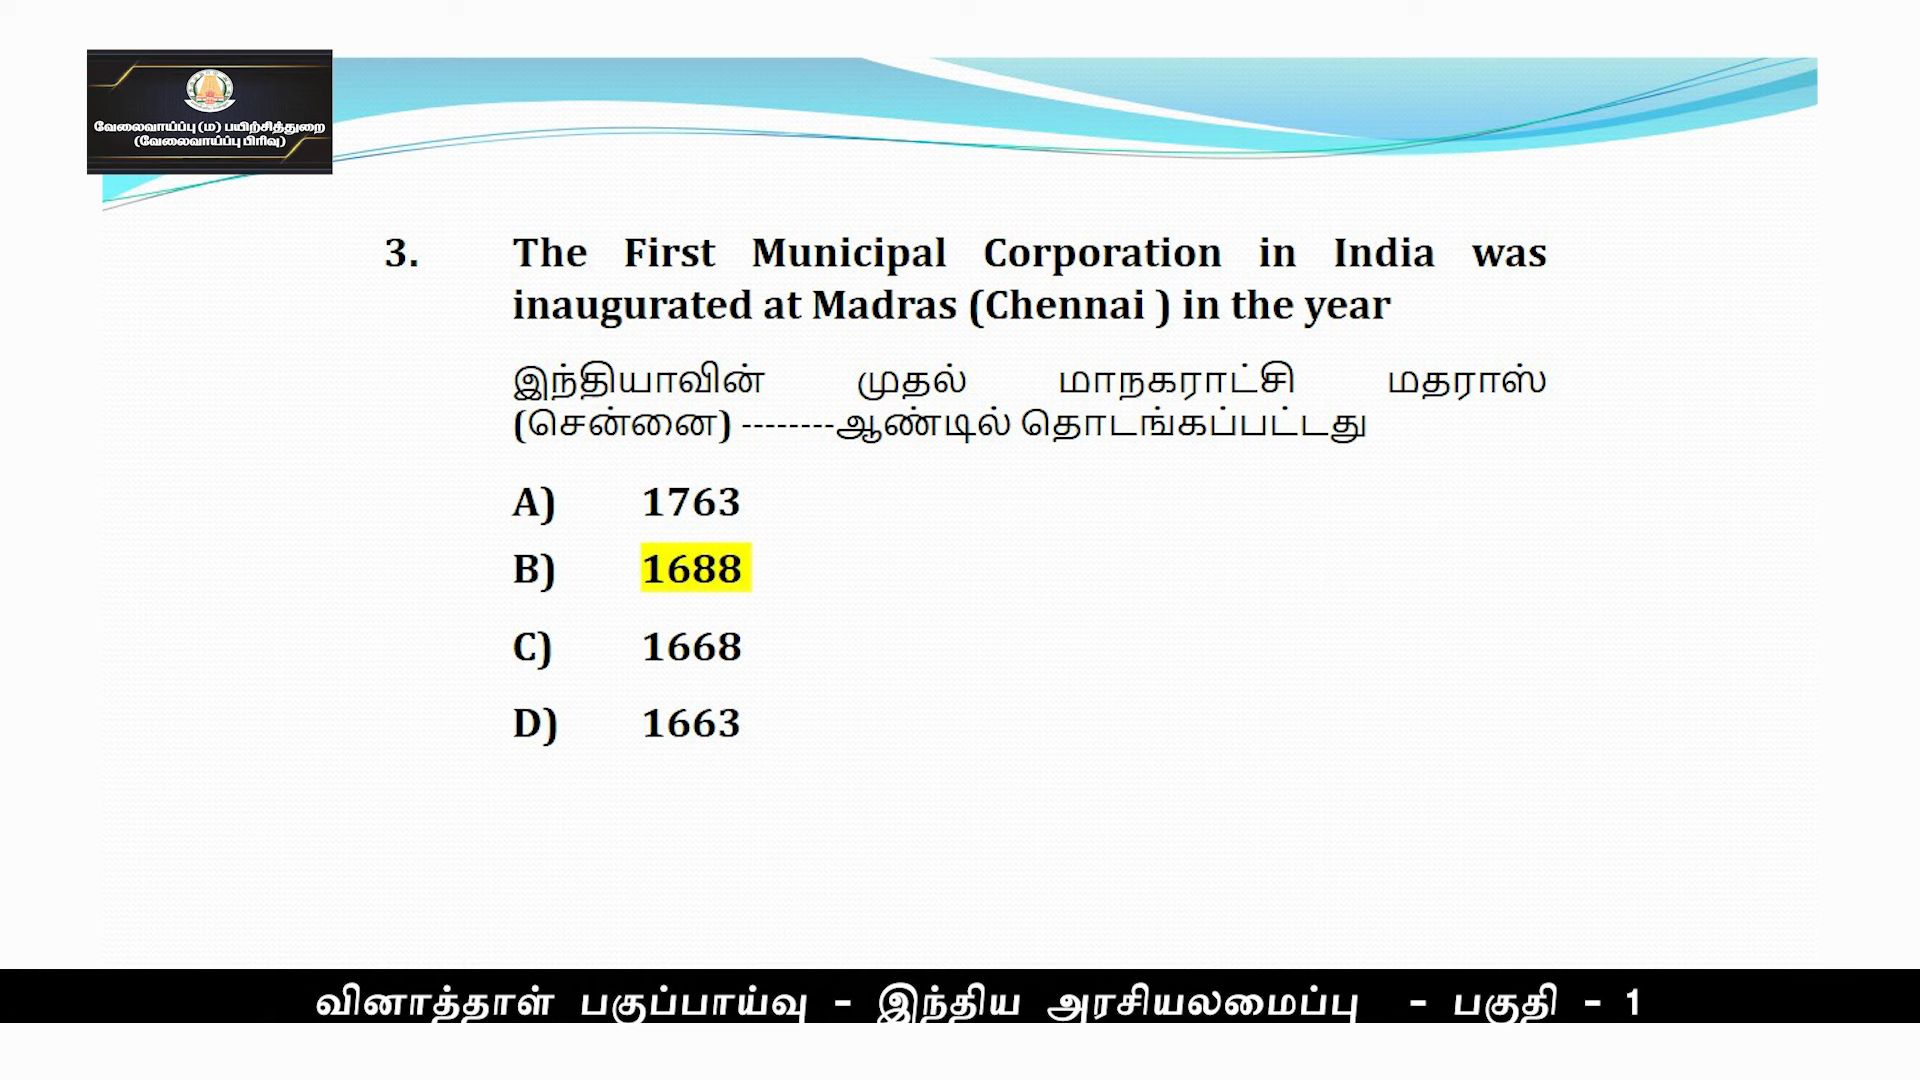 வேலைவாய்ப்பு (ம) பயிற்சித்துறை
(வேலைவாய்ப்பு பிரிவு)
3. The First Municipal Corporation in India was
inaugurated at Madras (Chennai ) in the year
இந்தியாவின் முதல் மாநகராட்சி மதராஸ்
(சென்னை) --------ஆண்டில் தொடங்கப்பட்டது
A) 1763
B) 1688
C) 1668
D) 1663
வினாத்தாள் பகுப்பாய்வு - இந்திய அரசியலமைப்பு - பகுதி - 1